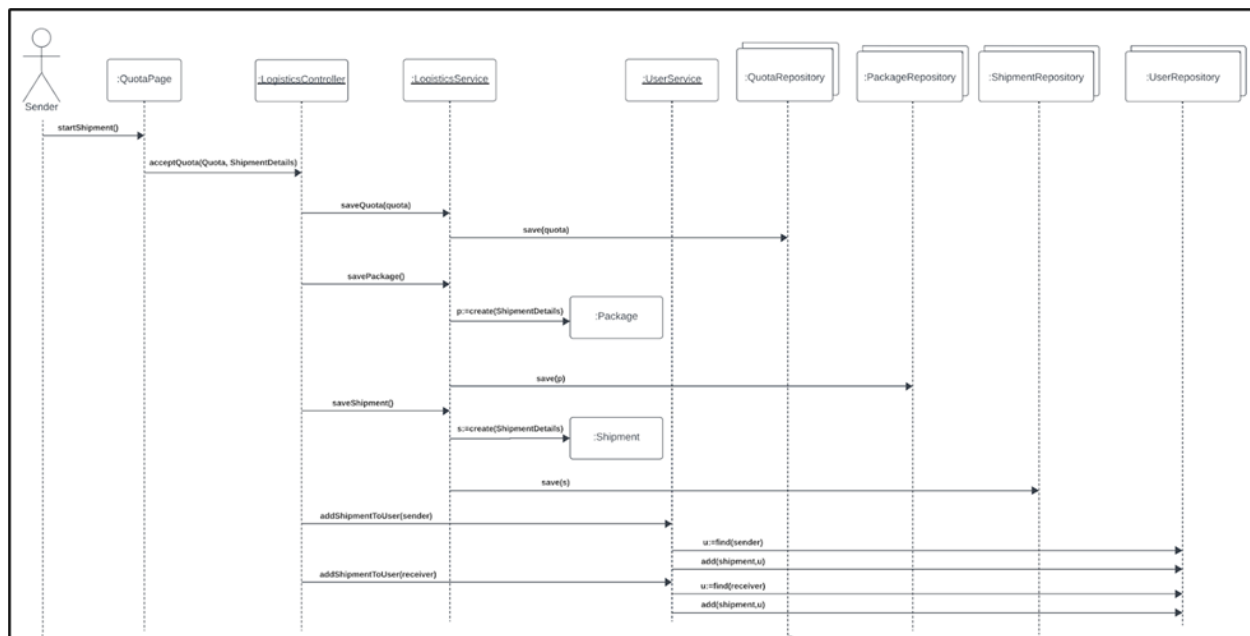 :QuotaPage
:LogisticsController
:LogisticsService
:UserService
:QuotaRepository
:PackageRepository
:ShipmentRepository
:UserRepository
Sender
startShipment()
acceptQuota(Quota, ShipmentDetails)
saveQuota(quota)
save(quota)
savePackage()
p:=create(ShipmentDetails)
:Package
save(p)
saveShipment()
s:=create(ShipmentDetails)
:Shipment
save(s)
addShipmentToUser(sender)
u:=find(sender)
add(shipment,u)
addShipmentToUser(receiver)
u:=find(receiver)
add(shipment,u)